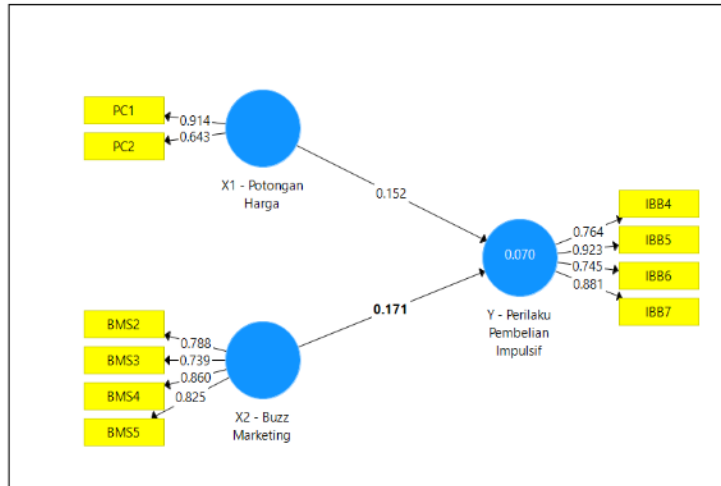 PC1
0.914
PC2
0.643
X1 - Potongan
Harga
0.152
IBB4
0.764
IBB5
0.923
0.070
0.745
IBB6
0.881
IBB7
Y - Perilaku
Pembelian
Impulsif
0.171
BMS2
0.788
BMS3
0.739
BMS4
0.860
0.825
BMS5
X2 - Buzz
Marketing